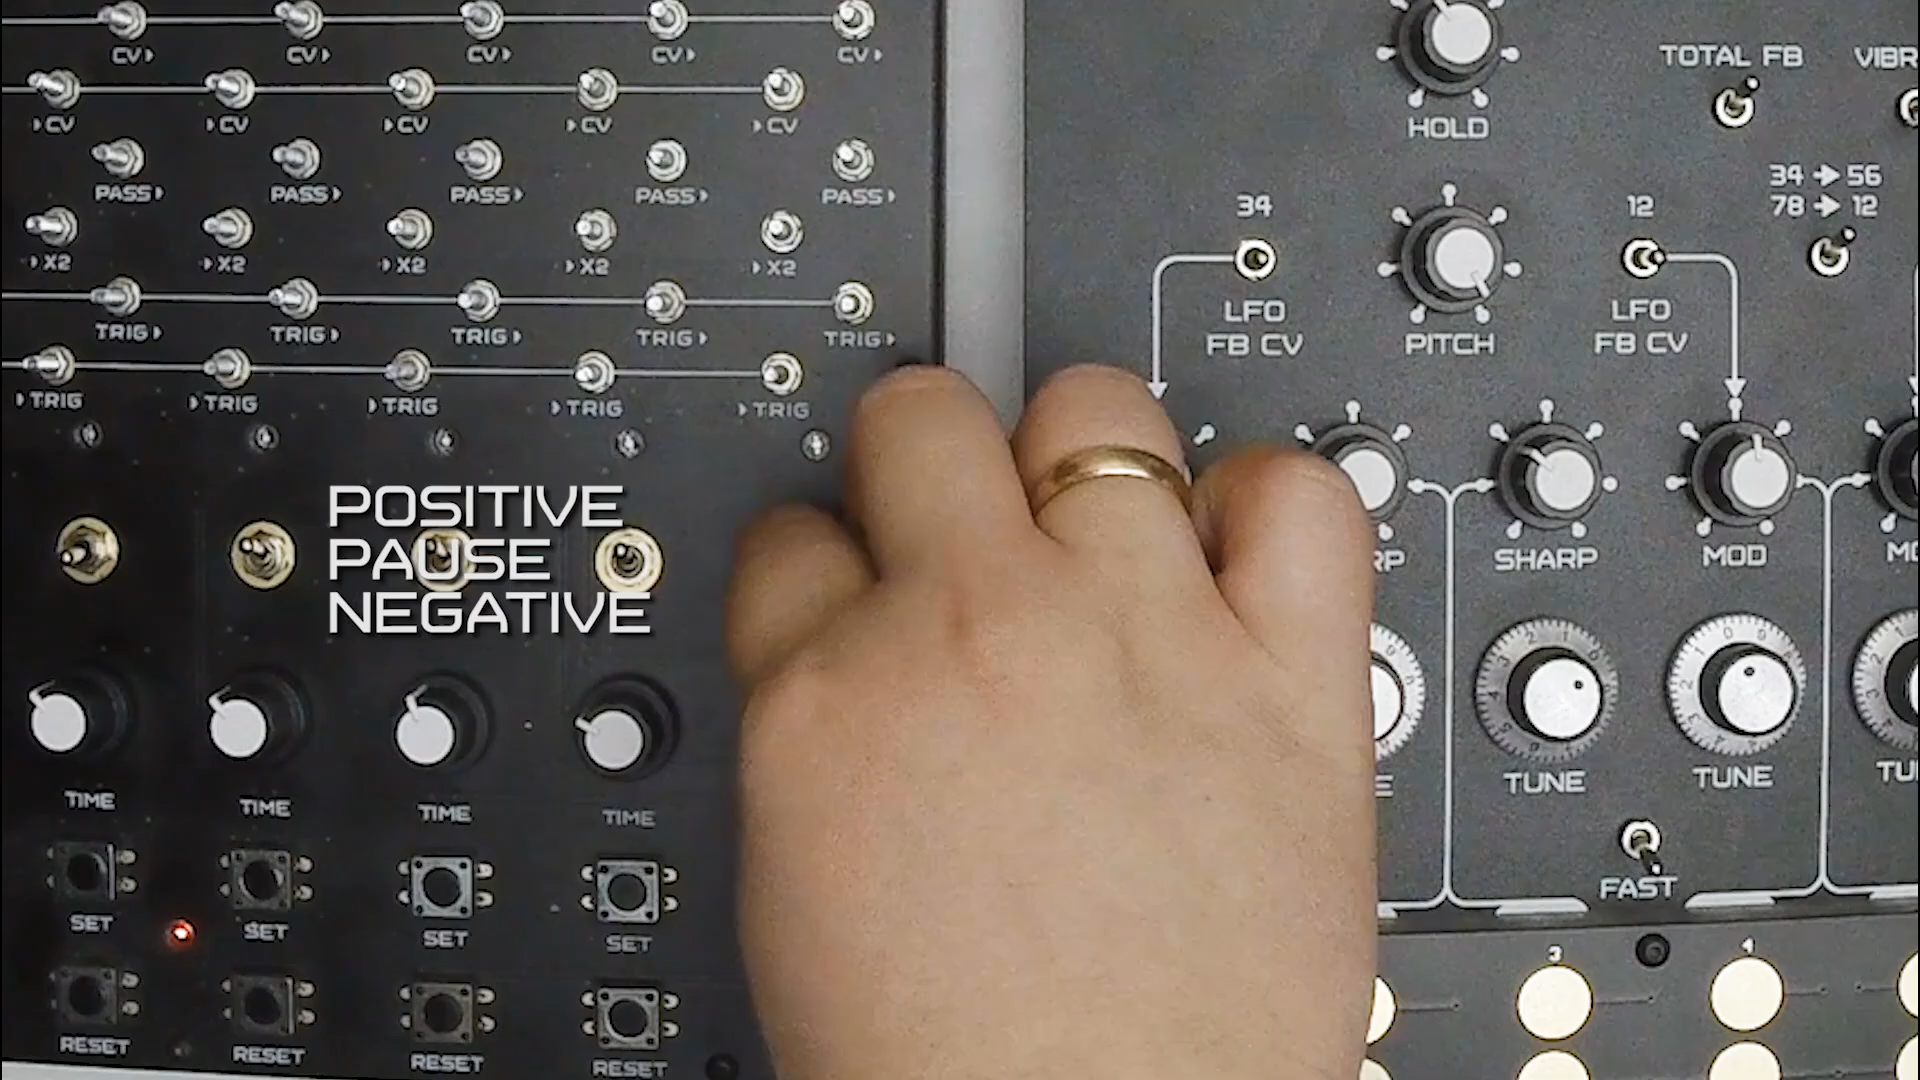 CV CV CV CV CV
CV CV CV CV CV
PASS PASS PASS PASS PASS
X2 X2 X2 X2 X2
TRIG TRIG TRIG TRIG TRIG
TRIG TRIG TRIG TRIG TRIG
POSITIVE
PAUSE
NEGATIVE
TIME TIME TIME TIME
SET SET SET SET
RESET RESET RESET RESET
HOLD
TOTAL FB
34 → 56
78 → 12
34
LFO
FB CV
PITCH
12
LFO
FB CV
SHARP
MOD
TUNE
TUNE
FAST
3
4